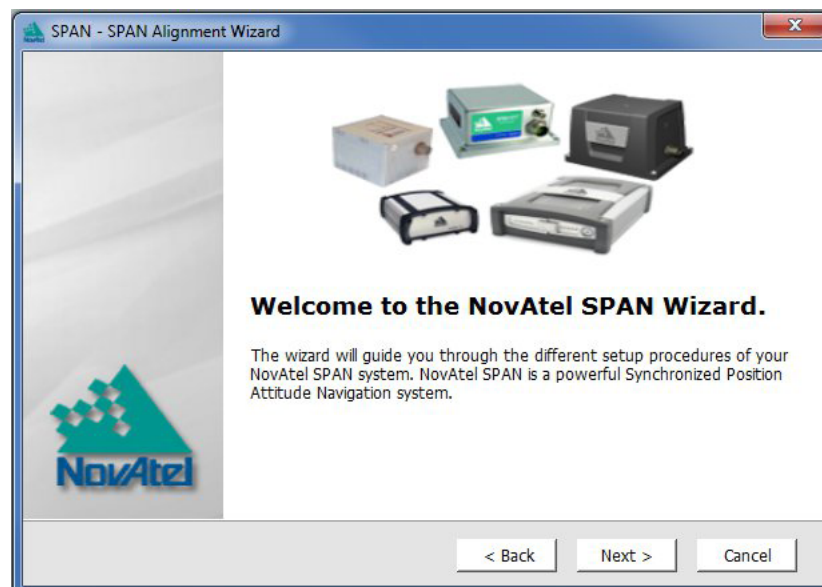 SPAN - SPAN Alignment Wizard
Welcome to the NovAtel SPAN Wizard.
The wizard will guide you through the different setup procedures of your
NovAtel SPAN system. NovAtel SPAN is a powerful Synchronized Position
Attitude Navigation system.
NovAtel
< Back
Next >
Cancel